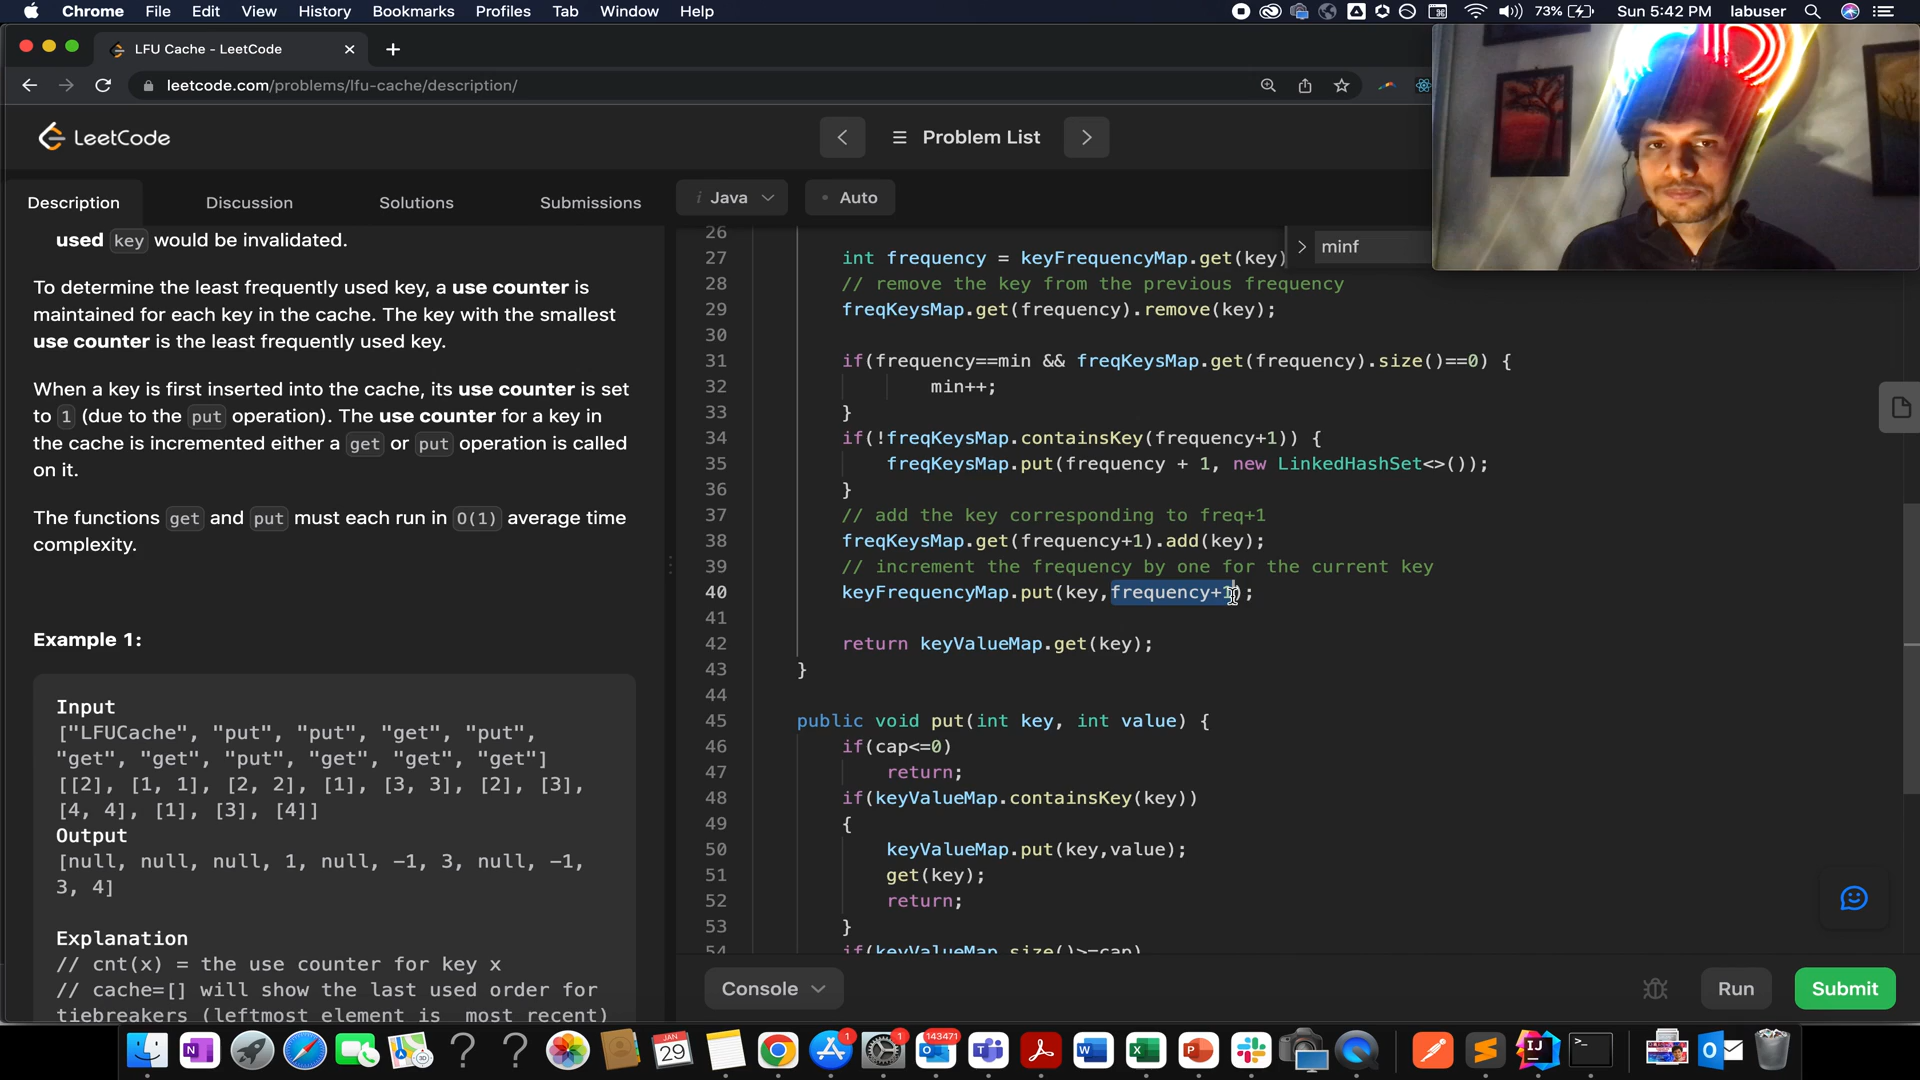 Chrome File Edit View History Bookmarks Profiles Tab Window Help 73% Sun 5:42 PM labuser
LFU Cache - LeetCode
leetcode.com/problems/lfu-cache/description/
LeetCode
Problem List
Description Discussion Solutions Submissions
Java
Auto
used key would be invalidated.
To determine the least frequently used key, a use counter is
maintained for each key in the cache. The key with the smallest
use counter is the least frequently used key.
When a key is first inserted into the cache, its use counter is set
to 1 (due to the put operation). The use counter for a key in
the cache is incremented either a get or put operation is called
on it.
The functions get and put must each run in O(1) average time
complexity.
Example 1:
Input
["LFUCache", "put", "put", "get", "put",
"get", "get", "put", "get", "get", "get"]
[[2], [1, 1], [2, 2], [1], [3, 3], [2], [3],
[4, 4], [1], [3], [4]]
Output
[null, null, null, 1, null, -1, 3, null, -1,
3, 4]
Explanation
// cnt(x) = the use counter for key x
// cache=[] will show the last used order for
tiebreakers (leftmost element is most recent)
minf
26
27 int frequency = keyFrequencyMap.get(key)
28 // remove the key from the previous frequency
29 freqKeysMap.get(frequency).remove(key);
30
31 if(frequency==min && freqKeysMap.get(frequency).size()==0) {
32 min++;
33 }
34 if(!freqKeysMap.containsKey(frequency+1)) {
35 freqKeysMap.put(frequency + 1, new LinkedHashSet<>());
36 }
37 // add the key corresponding to freq+1
38 freqKeysMap.get(frequency+1).add(key);
39 // increment the frequency by one for the current key
40 keyFrequencyMap.put(key,frequency+1);
41
42 return keyValueMap.get(key);
43 }
44
45 public void put(int key, int value) {
46 if(cap<=0)
47 return;
48 if(keyValueMap.containsKey(key))
49 {
50 keyValueMap.put(key,value);
51 get(key);
52 return;
53 }
54 if(keyValueMap.size()>=cap)
Console
Run
Submit
JAN
29
1
1
143471